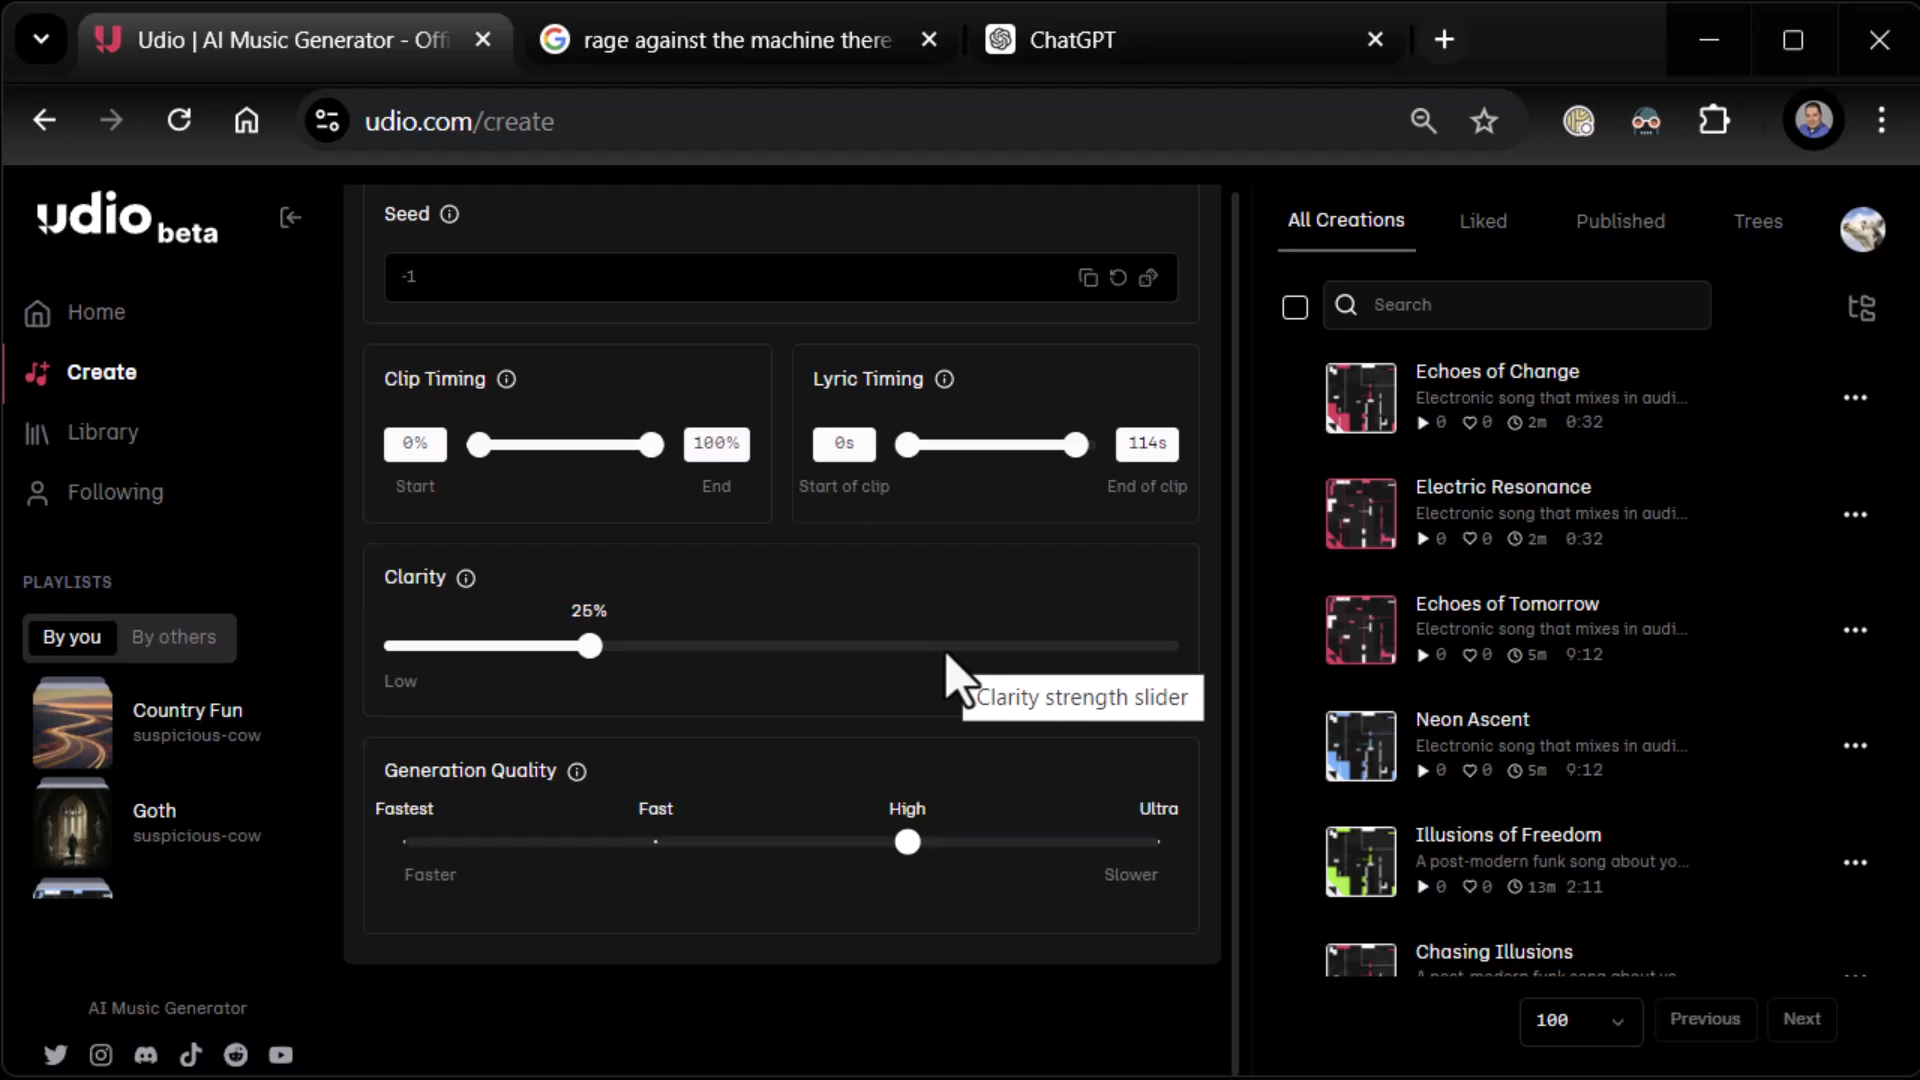 Udio | AI Music Generator - Offi
rage against the machine there
ChatGPT
udio.com/create
udio beta
Home
Create
Library
Following
PLAYLISTS
By you
By others
Country Fun
suspicious-cow
Goth
suspicious-cow
AI Music Generator
Seed
-1
Clip Timing
0%
100%
Start
End
Lyric Timing
0s
114s
Start of clip
End of clip
Clarity
25%
Low
Clarity strength slider
Generation Quality
Fastest
Fast
High
Ultra
Faster
Slower
All Creations
Liked
Published
Trees
Search
Echoes of Change
Electronic song that mixes in audi...
0 0 2m 0:32
Electric Resonance
Electronic song that mixes in audi...
0 0 2m 0:32
Echoes of Tomorrow
Electronic song that mixes in audi...
0 0 5m 9:12
Neon Ascent
Electronic song that mixes in audi...
0 0 5m 9:12
Illusions of Freedom
A post-modern funk song about yo...
0 0 13m 2:11
Chasing Illusions
A post-modern funk song about yo...
100
Previous
Next